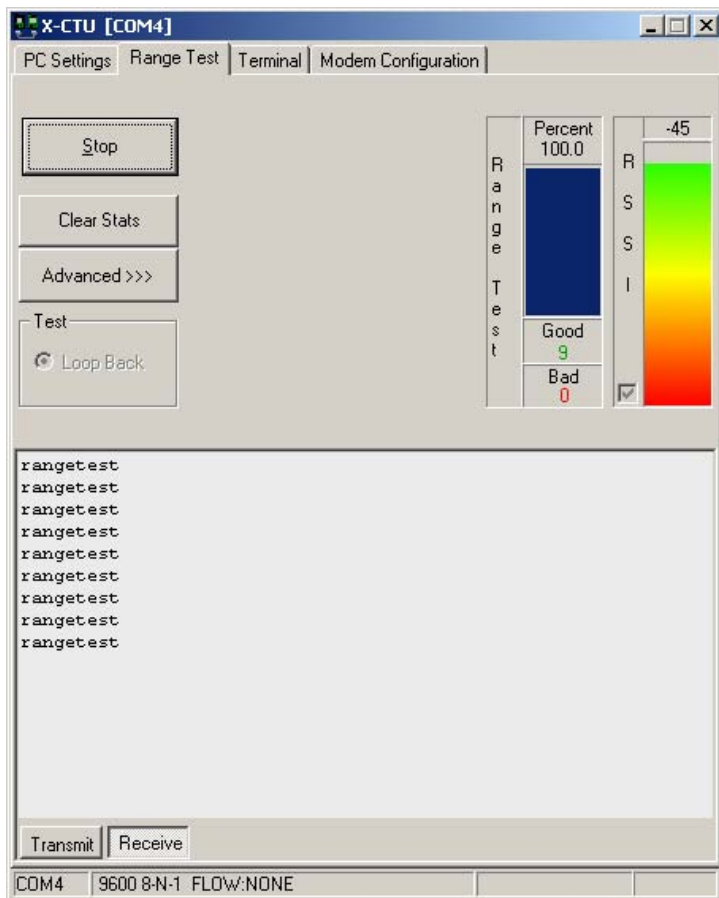 X-CTU [COM4]
PC Settings Range Test Terminal Modem Configuration
Stop
Clear Stats
Advanced >>>
Test
Loop Back
Range Test
Percent
100.0
Good
9
Bad
0
RSSI
-45
rangetest
rangetest
rangetest
rangetest
rangetest
rangetest
rangetest
rangetest
rangetest
Transmit Receive
COM4 9600 8-N-1 FLOW:NONE